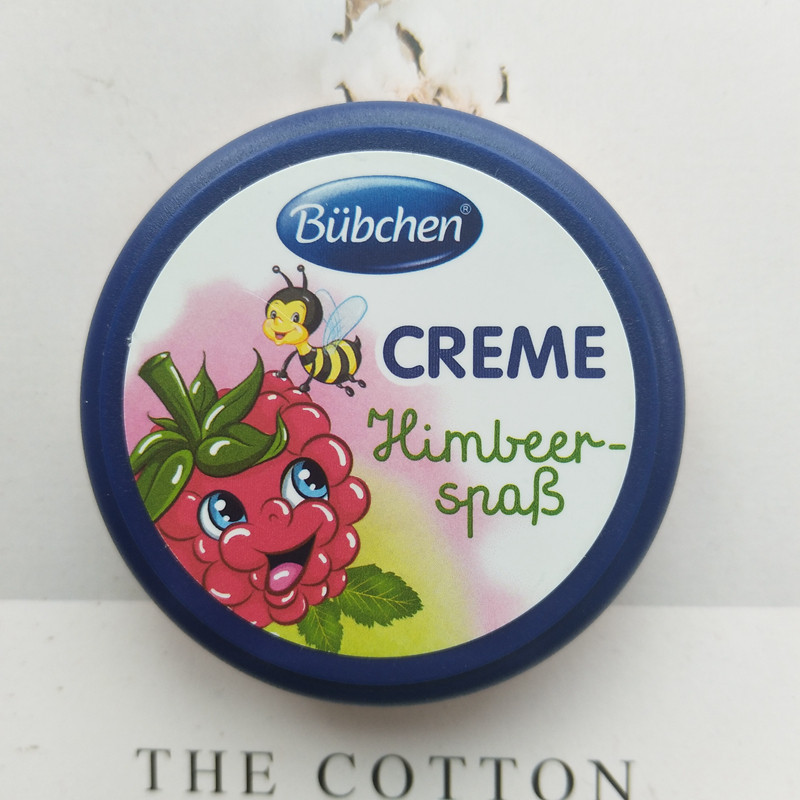 Bübchen®
CREME
Himbeer-
spaß
THE COTTON